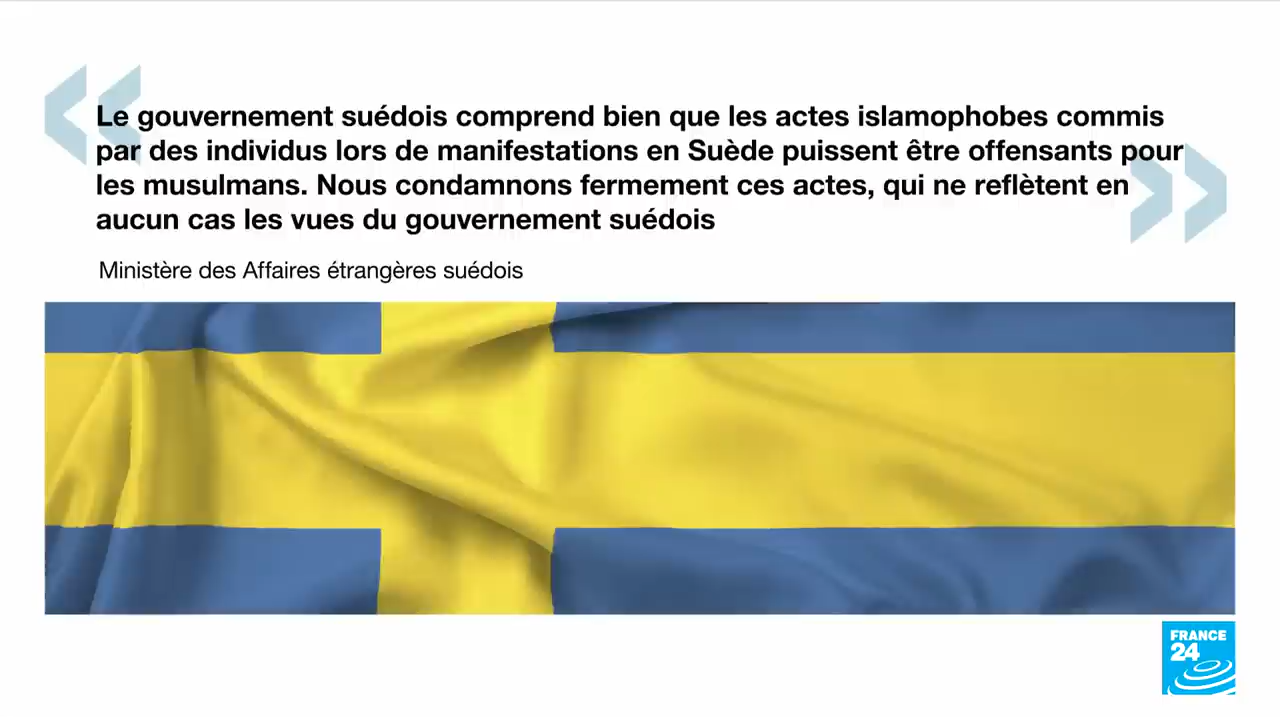 Le gouvernement suédois comprend bien que les actes islamophobes commis
par des individus lors de manifestations en Suède puissent être offensants pour
les musulmans. Nous condamnons fermement ces actes, qui ne reflètent en
aucun cas les vues du gouvernement suédois
Ministère des Affaires étrangères suédois
FRANCE
24